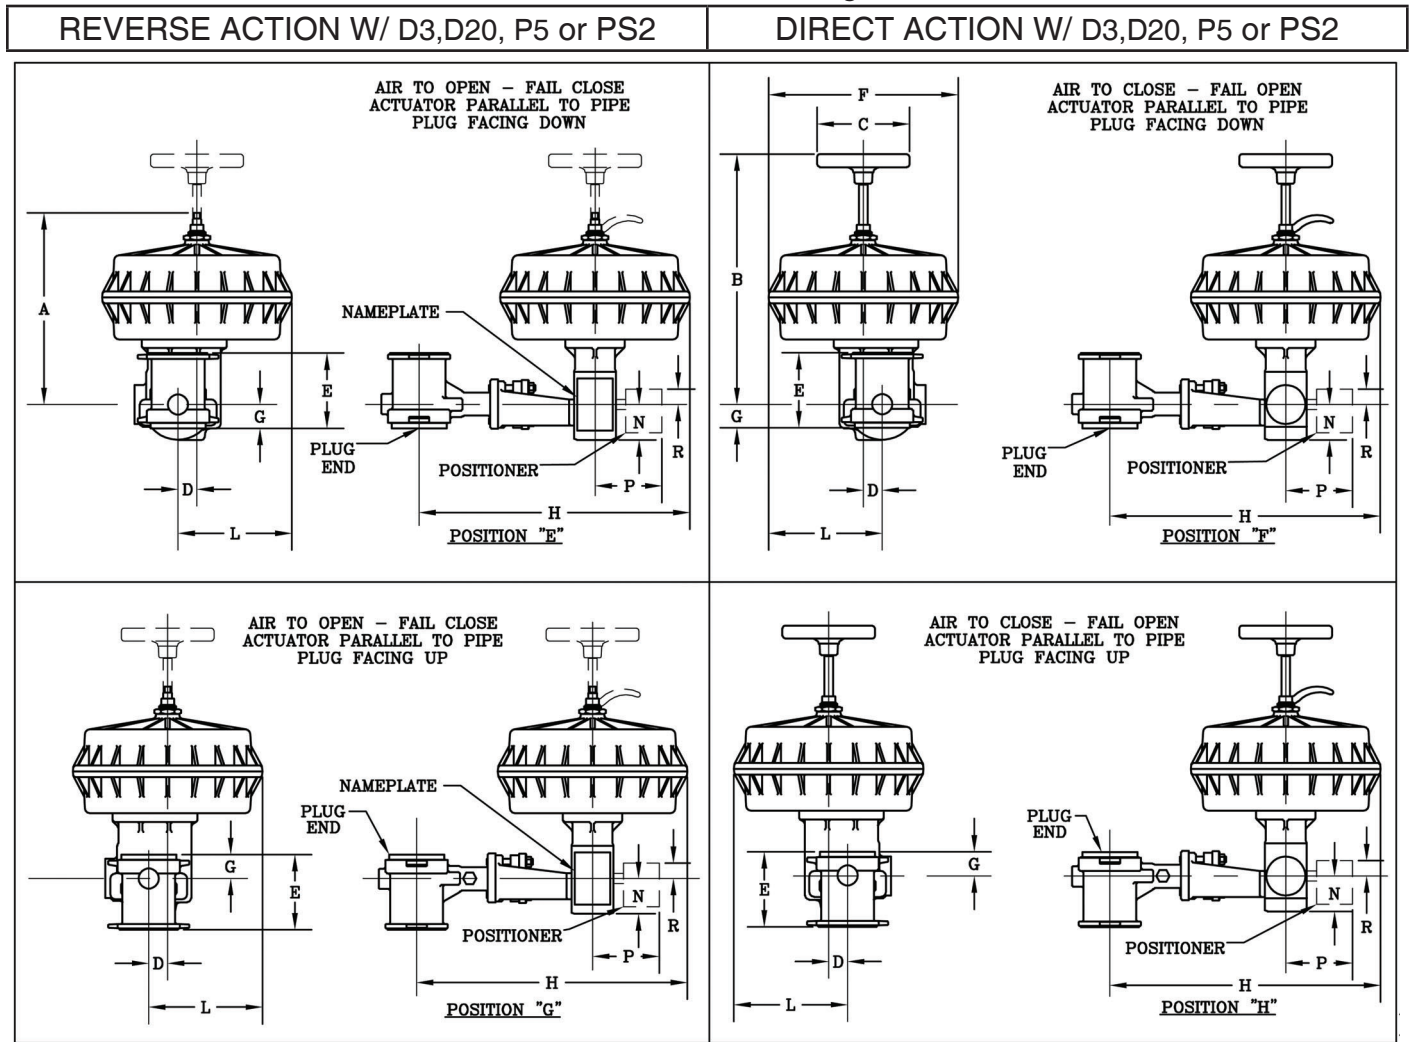 REVERSE ACTION W/ D3,D20, P5 or PS2
DIRECT ACTION W/ D3,D20, P5 or PS2
AIR TO OPEN – FAIL CLOSE
ACTUATOR PARALLEL TO PIPE
PLUG FACING DOWN
A
E
G
D
L
NAMEPLATE
PLUG
END
POSITIONER
N
R
P
H
POSITION "E"
AIR TO CLOSE – FAIL OPEN
ACTUATOR PARALLEL TO PIPE
PLUG FACING DOWN
F
C
B
E
G
D
L
PLUG
END
POSITIONER
N
R
P
H
POSITION "F"
AIR TO OPEN – FAIL CLOSE
ACTUATOR PARALLEL TO PIPE
PLUG FACING UP
G
E
D
L
NAMEPLATE
PLUG
END
POSITIONER
N
R
P
H
POSITION "G"
AIR TO CLOSE – FAIL OPEN
ACTUATOR PARALLEL TO PIPE
PLUG FACING UP
G
E
D
L
PLUG
END
POSITIONER
N
R
P
H
POSITION "H"